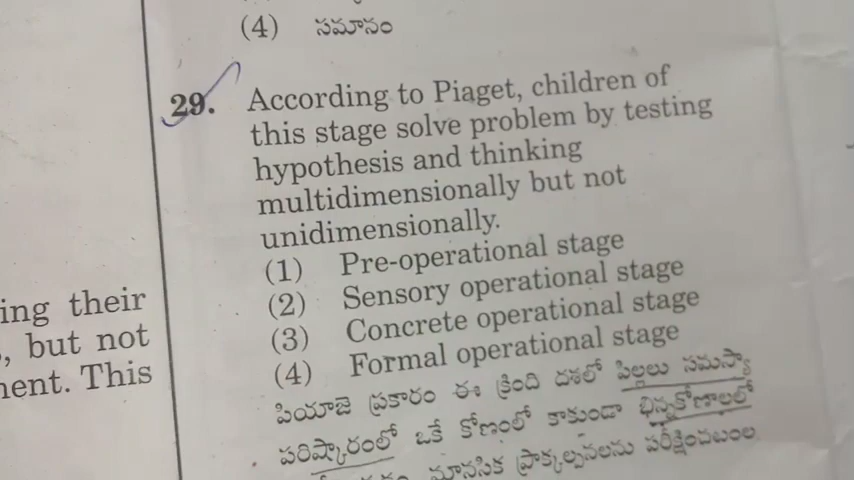 (4) సమానం
29. According to Piaget, children of
this stage solve problem by testing
hypothesis and thinking
multidimensionally but not
unidimensionally.
(1) Pre-operational stage
(2) Sensory operational stage
(3) Concrete operational stage
(4) Formal operational stage
పియాజె ప్రకారం ఈ క్రింది దశలో పిల్లలు సమస్యా
పరిష్కారంలో ఒకే కోణంలో కాకుండా భిన్నకోణాలలో
మానసిక ప్రాక్కల్పనలను పరీక్షించటంల
ing their
, but not
nent. This